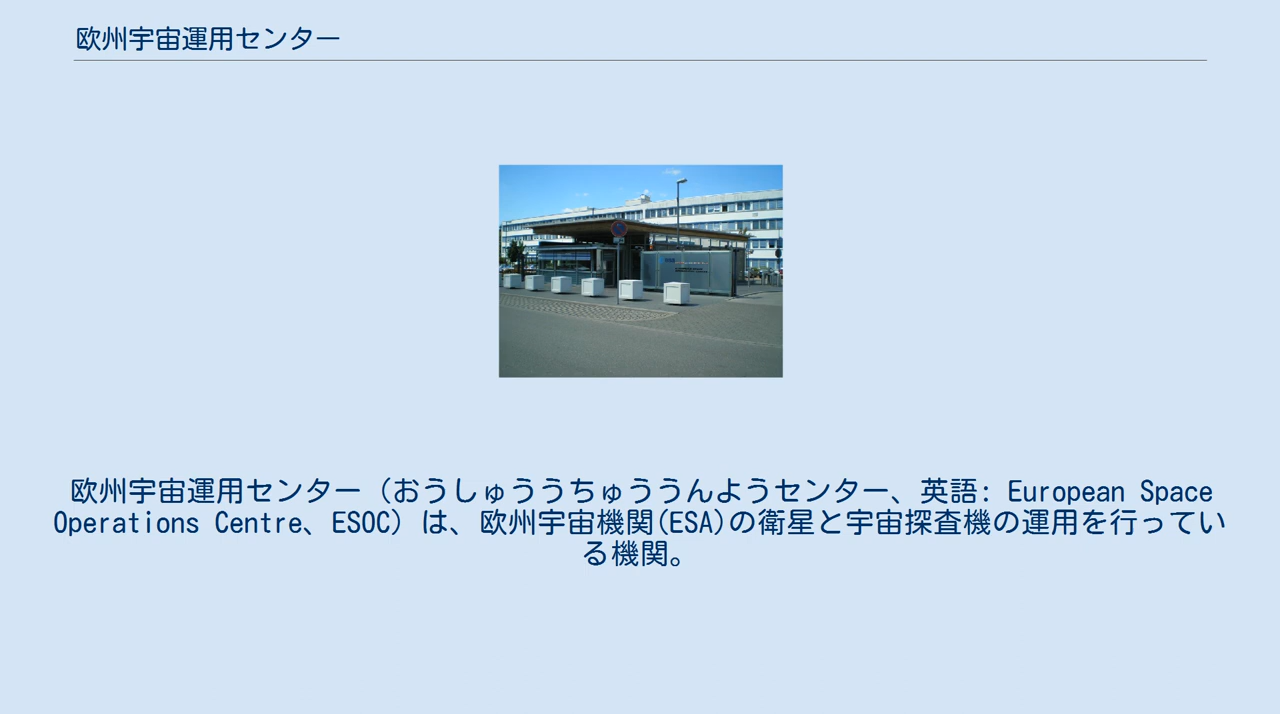 欧州宇宙運用センター
欧州宇宙運用センター（おうしゅううちゅううんようセンター、英語: European Space
Operations Centre、ESOC）は、欧州宇宙機関(ESA)の衛星と宇宙探査機の運用を行ってい
る機関。